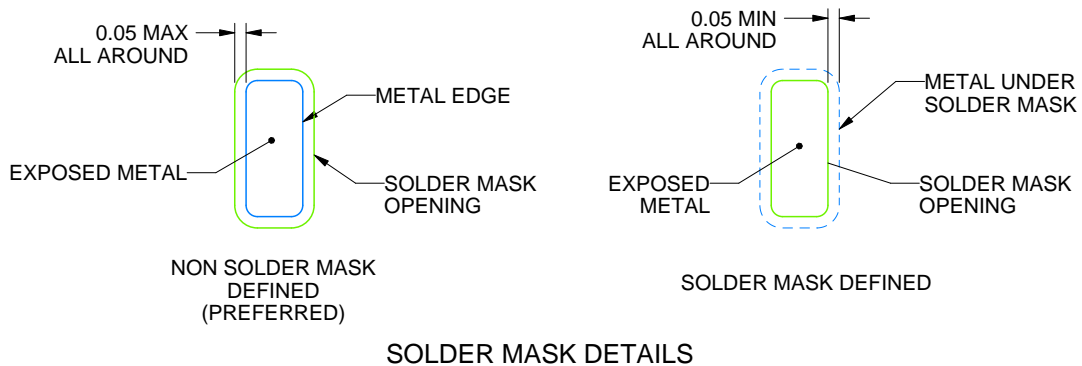 0.05 MAX
ALL AROUND
METAL EDGE
EXPOSED METAL
SOLDER MASK
OPENING
NON SOLDER MASK
DEFINED
(PREFERRED)
0.05 MIN
ALL AROUND
METAL UNDER
SOLDER MASK
EXPOSED
METAL
SOLDER MASK
OPENING
SOLDER MASK DEFINED
SOLDER MASK DETAILS